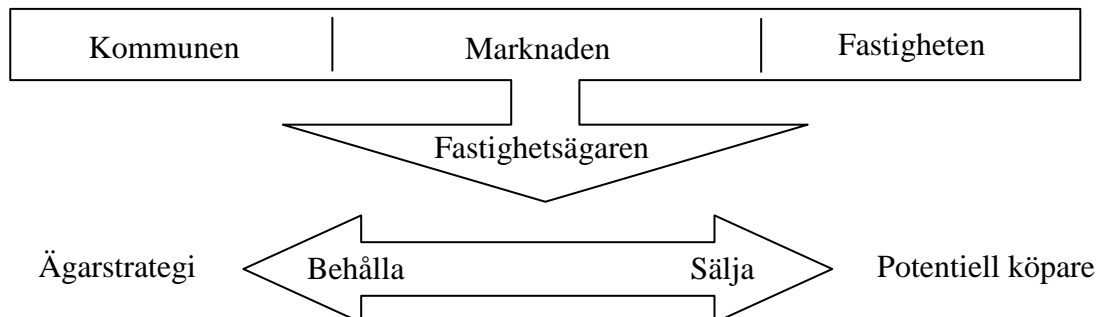 Kommunen Marknaden Fastigheten
Fastighetsägaren
Ägarstrategi Behålla Sälja Potentiell köpare